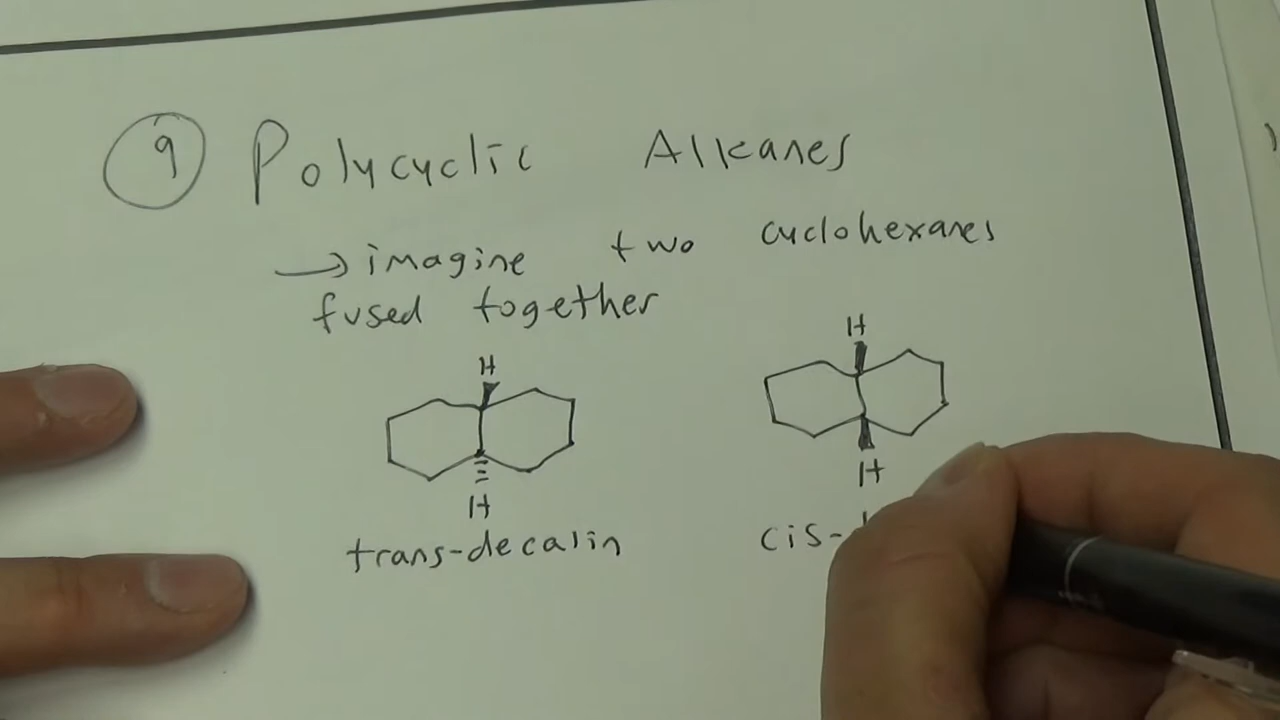 9 Polycyclic Alkanes
→ imagine two cyclohexanes
fused together
H
H
H
H
trans-decalin
cis-